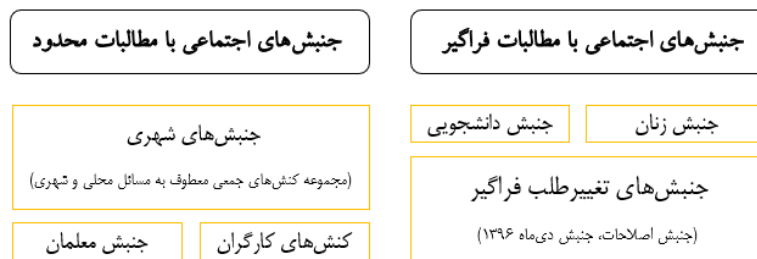 جنبش‌های اجتماعی با مطالبات فراگیر
جنبش زنان
جنبش دانشجویی
جنبش‌های تغییرطلب فراگیر
(جنبش اصلاحات، جنبش دی‌ماه ۱۳۹۶)
جنبش‌های اجتماعی با مطالبات محدود
جنبش‌های شهری
(مجموعه کنش‌های جمعی معطوف به مسائل محلی و شهری)
کنش‌های کارگران
جنبش معلمان